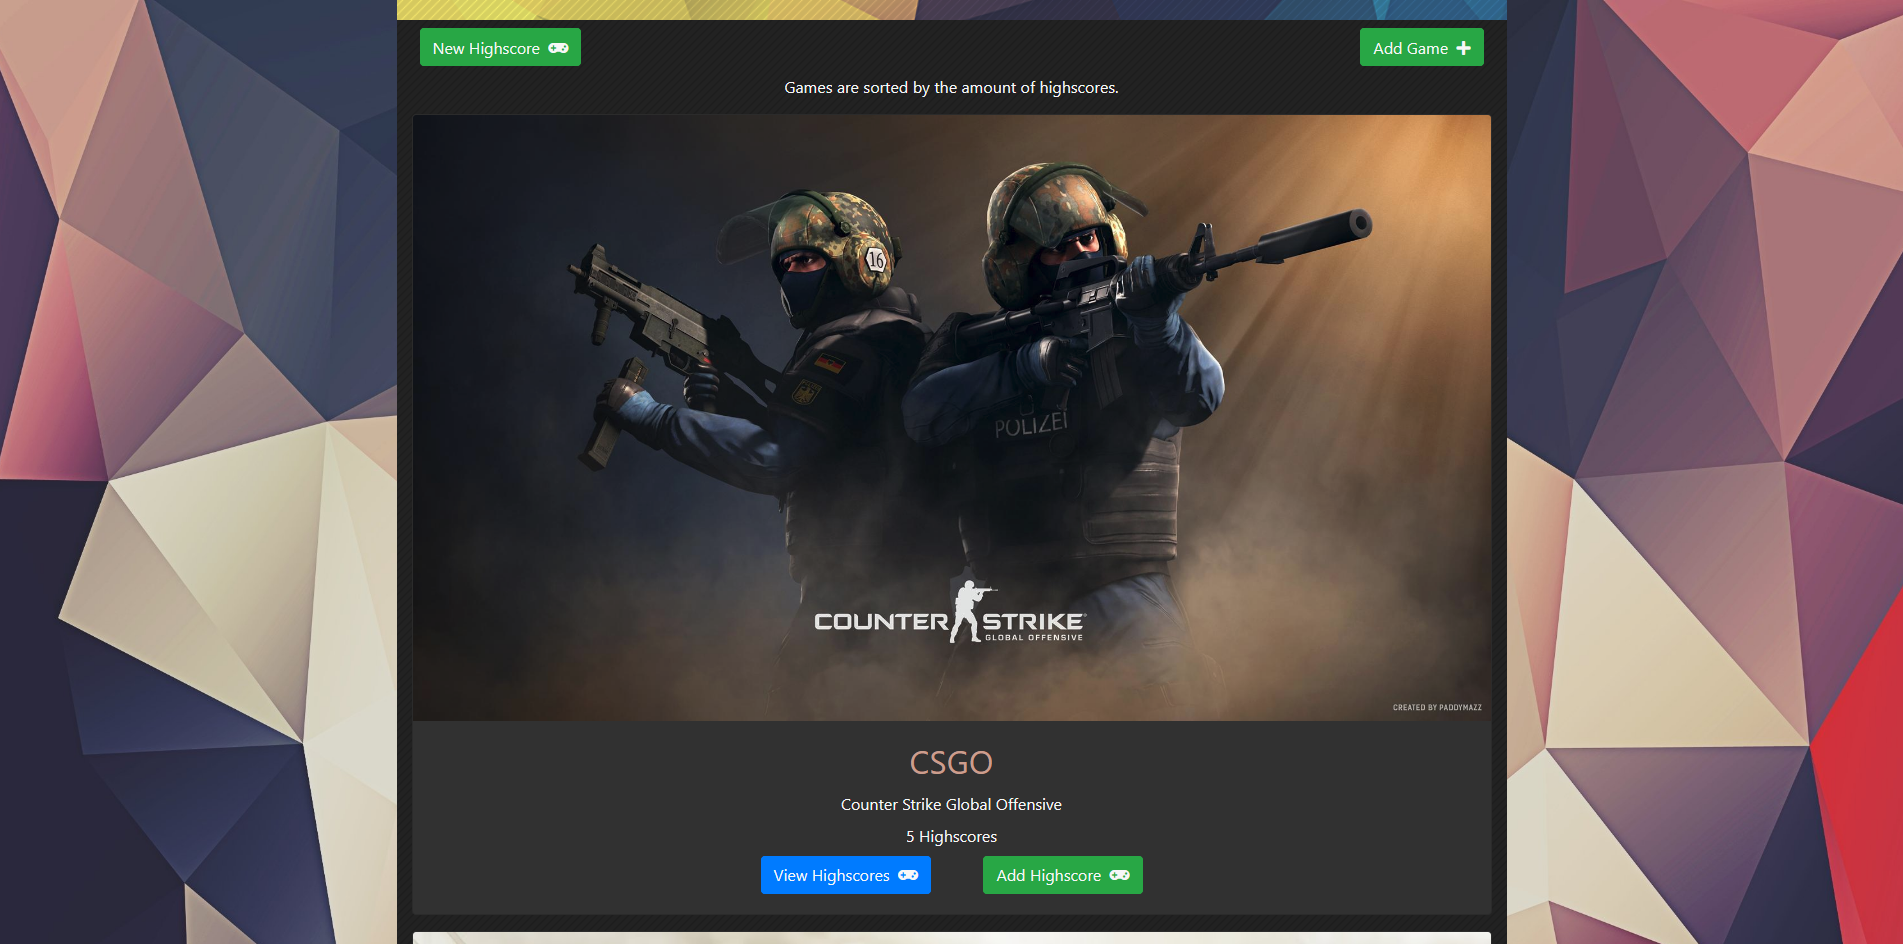 New Highscore
Add Game
Games are sorted by the amount of highscores.
16
POLIZEI
COUNTER STRIKE
GLOBAL OFFENSIVE
CREATED BY PADDYMAZZ
CSGO
Counter Strike Global Offensive
5 Highscores
View Highscores
Add Highscore